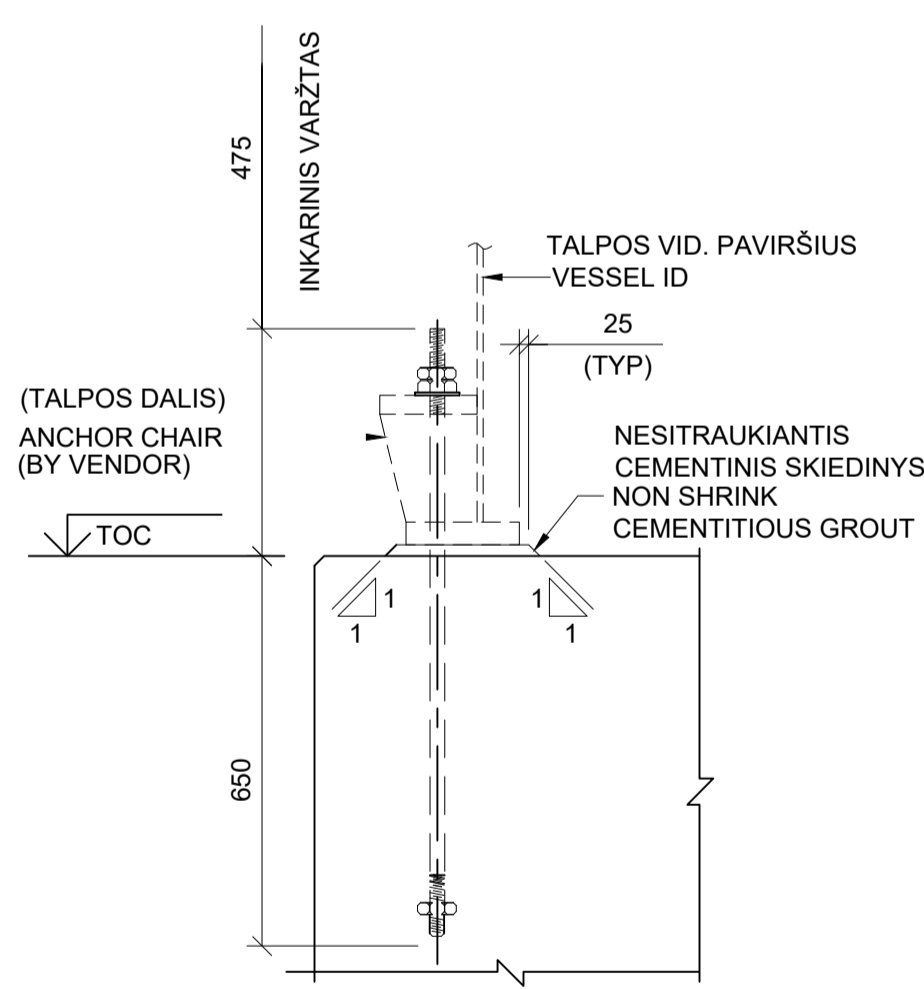 475
INKARINIS VARŽTAS
TALPOS VID. PAVIRŠIUS
VESSEL ID
25
(TYP)
(TALPOS DALIS)
ANCHOR CHAIR
(BY VENDOR)
NESITRAUKIANTIS
CEMENTINIS SKIEDINYS
NON SHRINK
CEMENTITIOUS GROUT
TOC
1
1
1
1
650